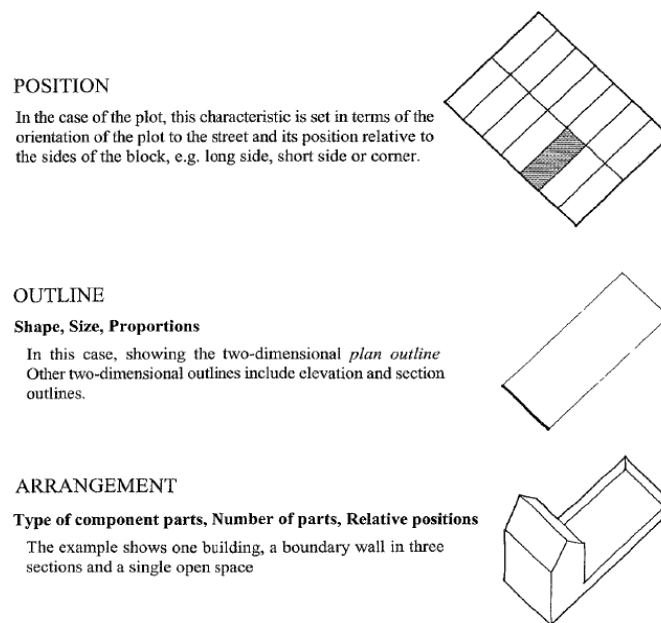 POSITION
In the case of the plot, this characteristic is set in terms of the
orientation of the plot to the street and its position relative to
the sides of the block, e.g. long side, short side or corner.
OUTLINE
Shape, Size, Proportions
In this case, showing the two-dimensional plan outline
Other two-dimensional outlines include elevation and section
outlines.
ARRANGEMENT
Type of component parts, Number of parts, Relative positions
The example shows one building, a boundary wall in three
sections and a single open space